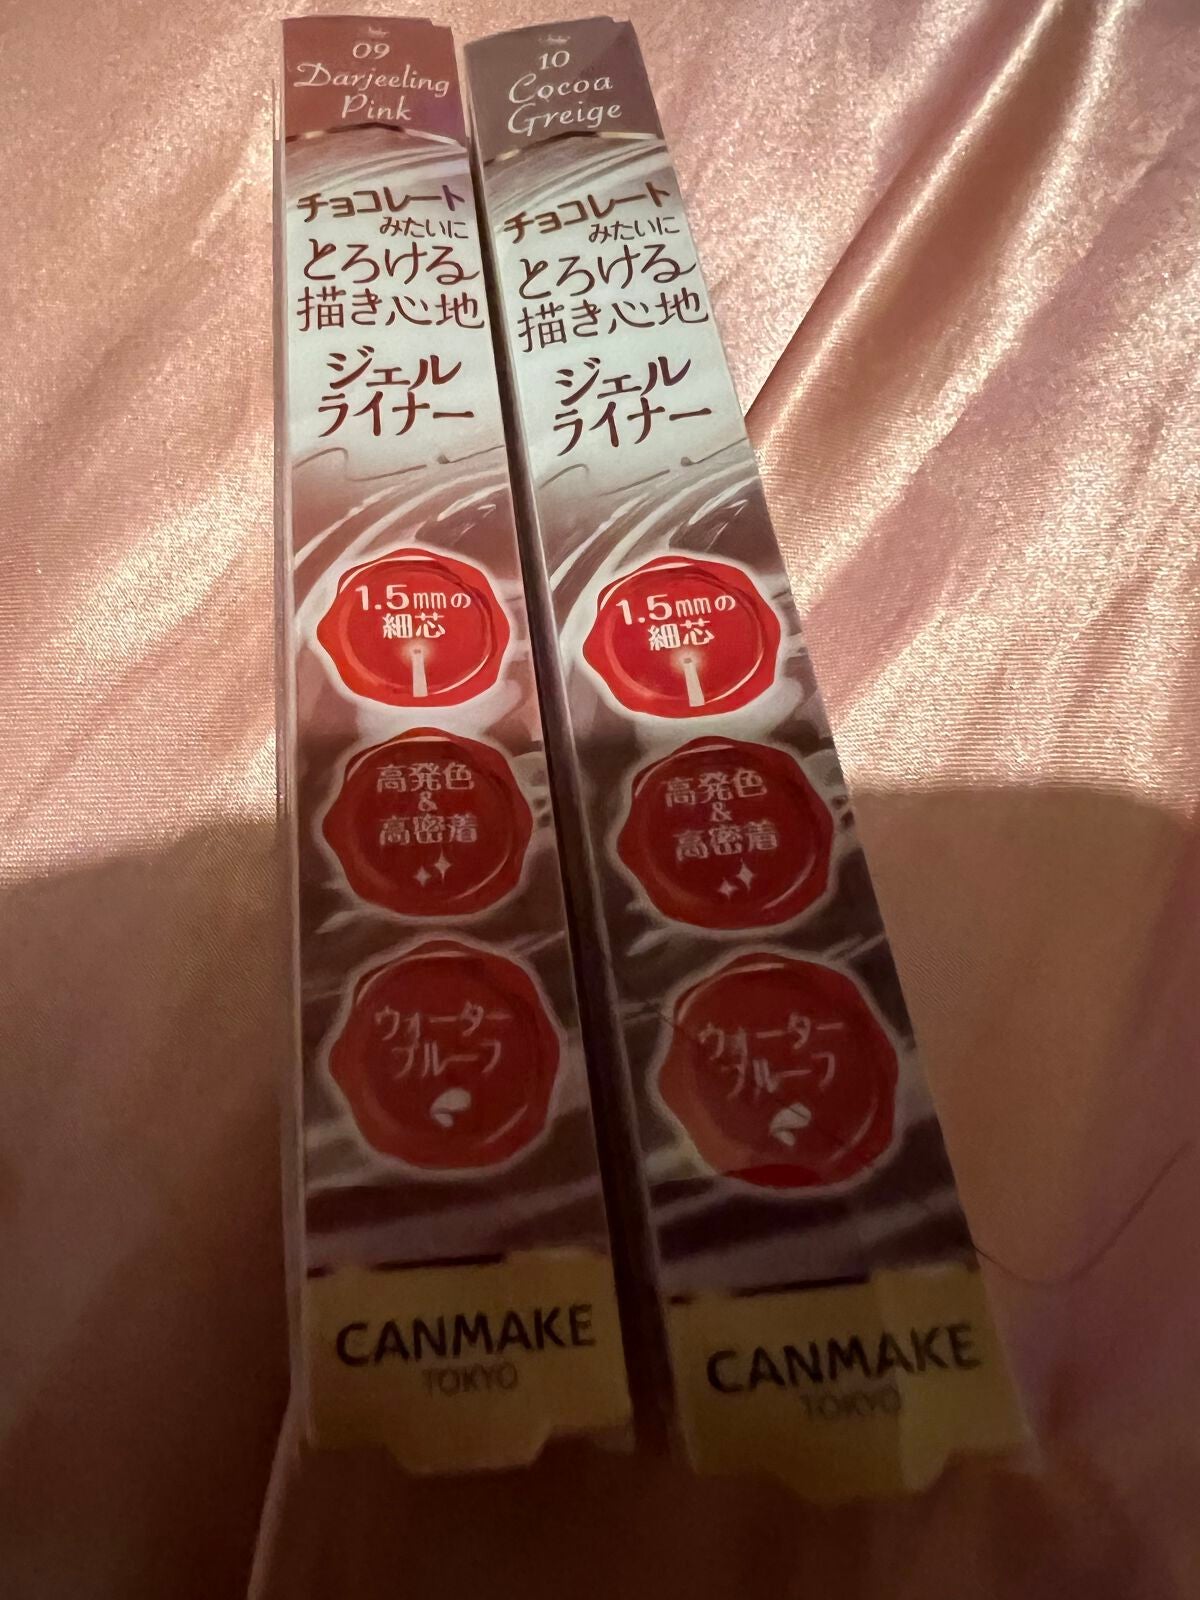 09
Darjeeling
Pink
チョコレート
みたいに
とろける
描き心地
ジェル
ライナー
1.5mmの
細芯
高発色
&
高密着
ウォーター
プルーフ
CANMAKE
TOKYO
10
Cocoa
Greige
チョコレート
みたいに
とろける
描き心地
ジェル
ライナー
1.5mmの
細芯
高発色
&
高密着
ウォーター
プルーフ
CANMAKE
TOKYO